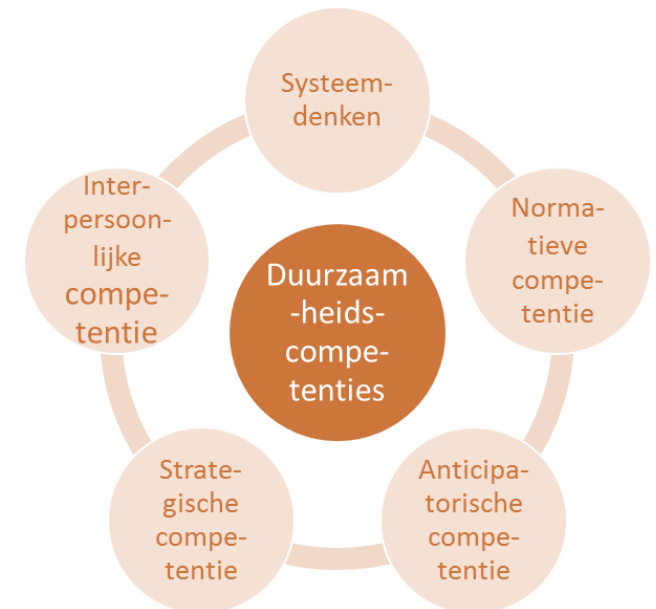 Systeem-
denken
Norma-
tieve
compe-
tentie
Anticipa-
torische
compe-
tentie
Strate-
gische
compe-
tentie
Inter-
persoon-
lijke
compe-
tentie
Duurzaam
-heids-
compe-
tenties